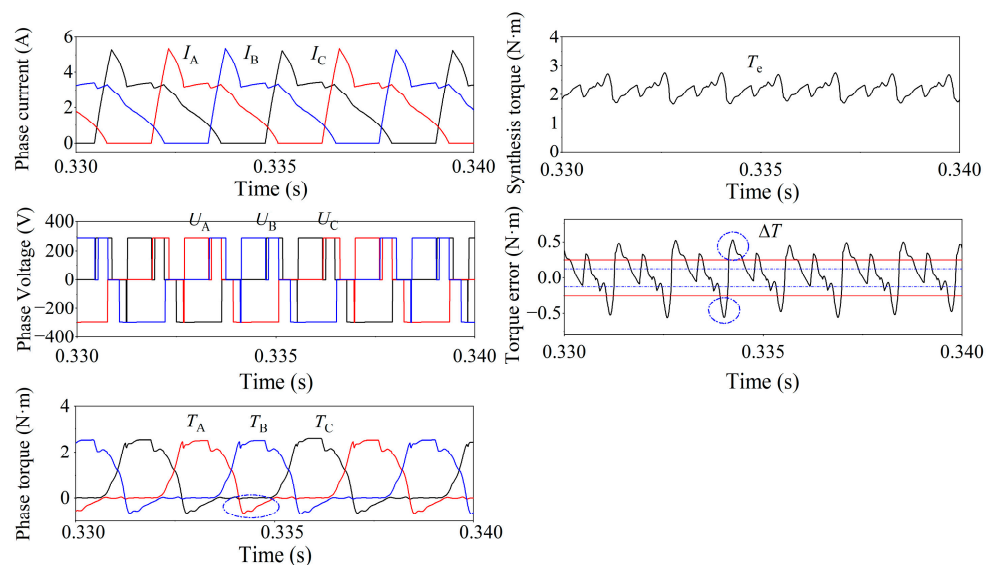 Phase currrent (A)
6
4
2
0
I_A
I_B
I_C
0.330
0.335
0.340
Time (s)
Synthesis torque (N·m)
4
3
2
1
0
T_e
0.330
0.335
0.340
Time (s)
Phase Voltage (V)
400
200
0
−200
−400
U_A
U_B
U_C
0.330
0.335
0.340
Time (s)
Torque error (N·m)
0.5
0.0
−0.5
ΔT
0.330
0.335
0.340
Time (s)
Phase torque (N·m)
4
2
0
T_A
T_B
T_C
0.330
0.335
0.340
Time (s)